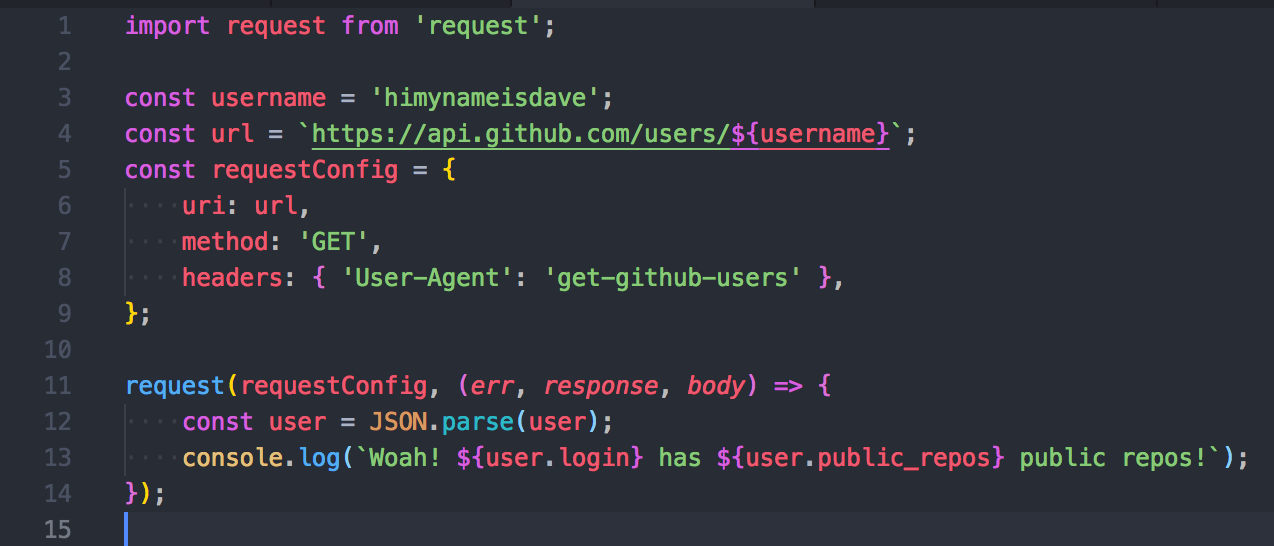 1 import request from 'request';
2
3 const username = 'himynameisdave';
4 const url = `https://api.github.com/users/${username}`;
5 const requestConfig = {
6 ····uri: url,
7 ····method: 'GET',
8 ····headers: { 'User-Agent': 'get-github-users' },
9 };
10
11 request(requestConfig, (err, response, body) => {
12 ····const user = JSON.parse(user);
13 ····console.log(`Woah! ${user.login} has ${user.public_repos} public repos!`);
14 });
15